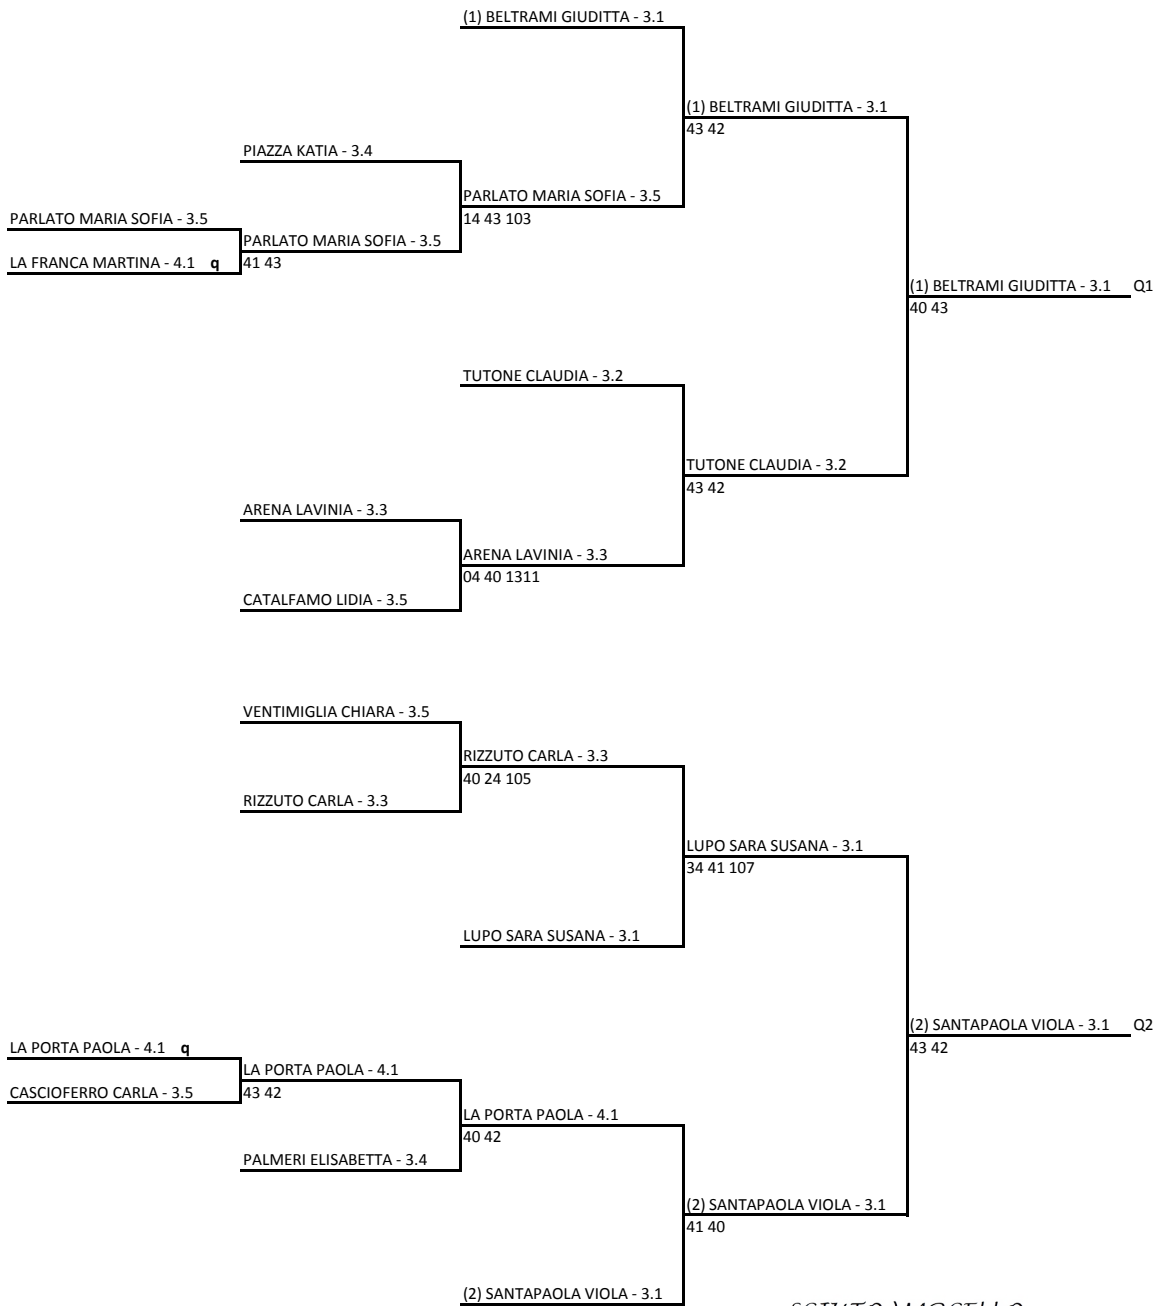 (1) BELTRAMI GIUDITTA - 3.1
(1) BELTRAMI GIUDITTA - 3.1
43 42
PIAZZA KATIA - 3.4
PARLATO MARIA SOFIA - 3.5
14 43 103
PARLATO MARIA SOFIA - 3.5
PARLATO MARIA SOFIA - 3.5
LA FRANCA MARTINA - 4.1 q
41 43
(1) BELTRAMI GIUDITTA - 3.1 Q1
40 43
TUTONE CLAUDIA - 3.2
TUTONE CLAUDIA - 3.2
43 42
ARENA LAVINIA - 3.3
ARENA LAVINIA - 3.3
04 40 1311
CATALFAMO LIDIA - 3.5
VENTIMIGLIA CHIARA - 3.5
RIZZUTO CARLA - 3.3
40 24 105
RIZZUTO CARLA - 3.3
LUPO SARA SUSANA - 3.1
34 41 107
LUPO SARA SUSANA - 3.1
(2) SANTAPAOLA VIOLA - 3.1 Q2
43 42
LA PORTA PAOLA - 4.1 q
LA PORTA PAOLA - 4.1
CASCIOFERRO CARLA - 3.5
43 42
LA PORTA PAOLA - 4.1
40 42
PALMERI ELISABETTA - 3.4
(2) SANTAPAOLA VIOLA - 3.1
41 40
(2) SANTAPAOLA VIOLA - 3.1